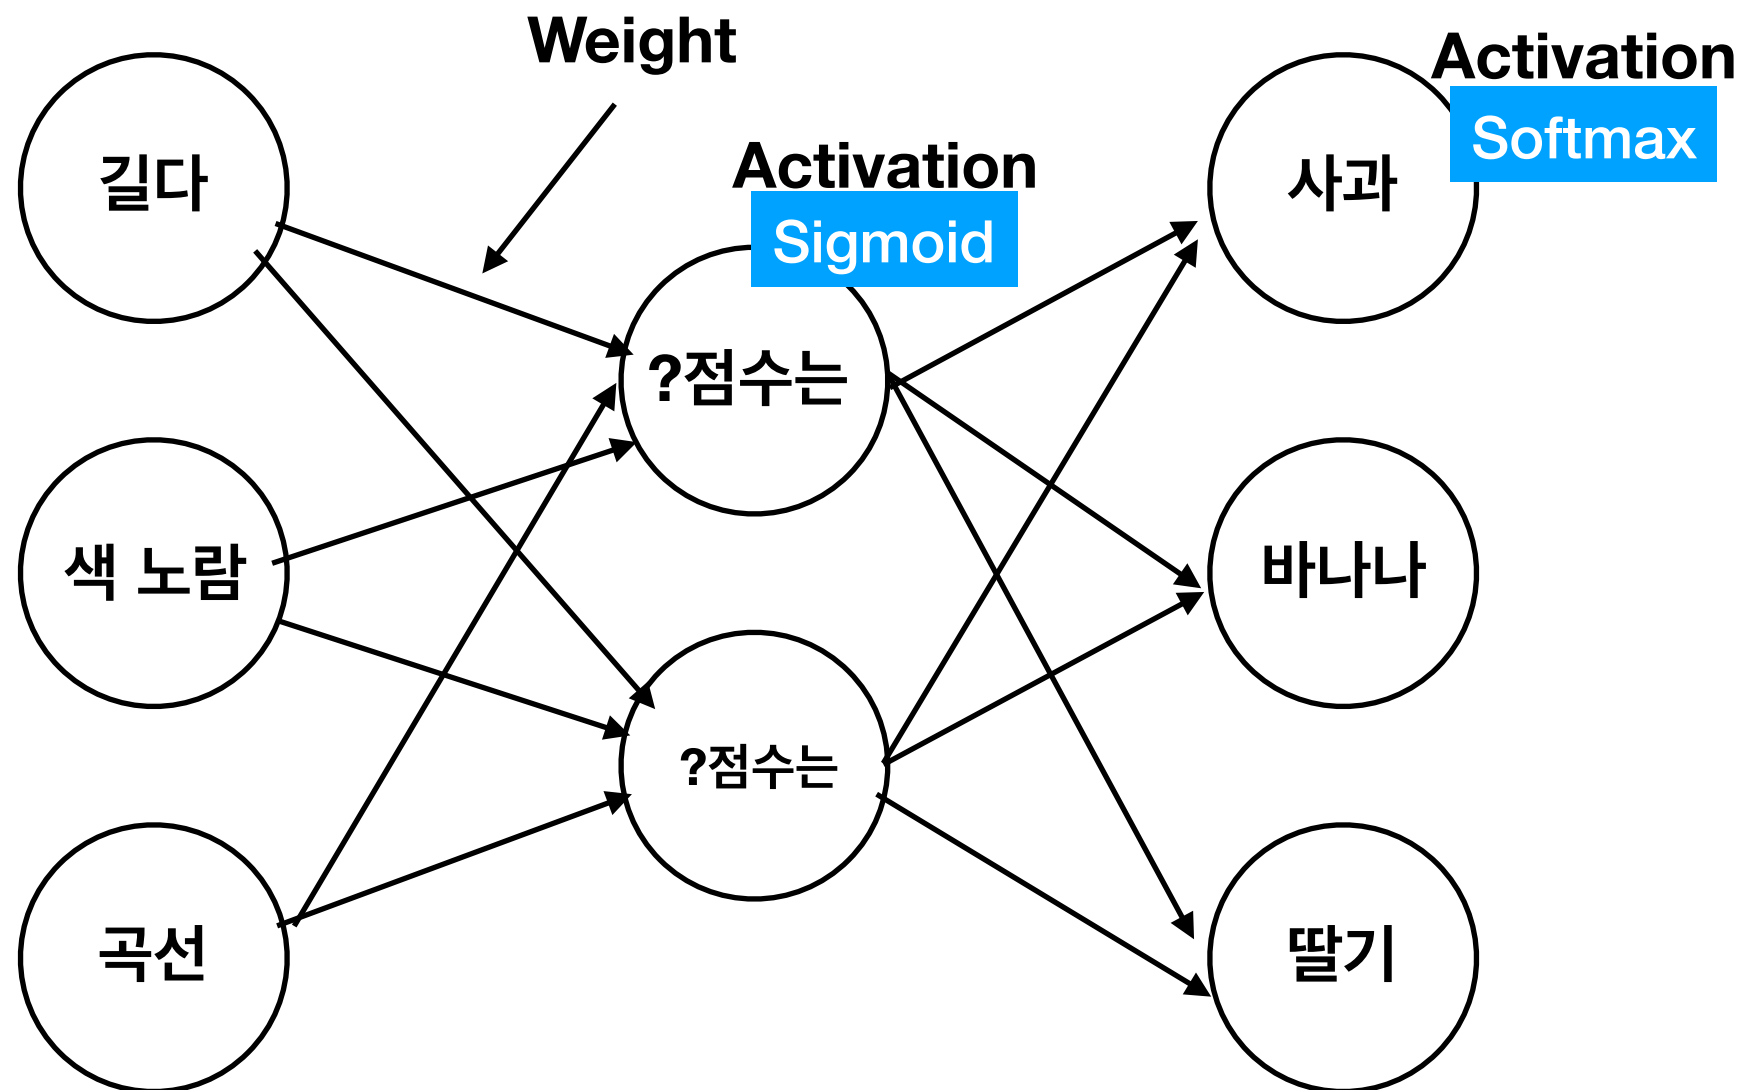 Weight
Activation
Softmax
길다
Activation
Sigmoid
사과
?점수는
색 노람
바나나
?점수는
곡선
딸기